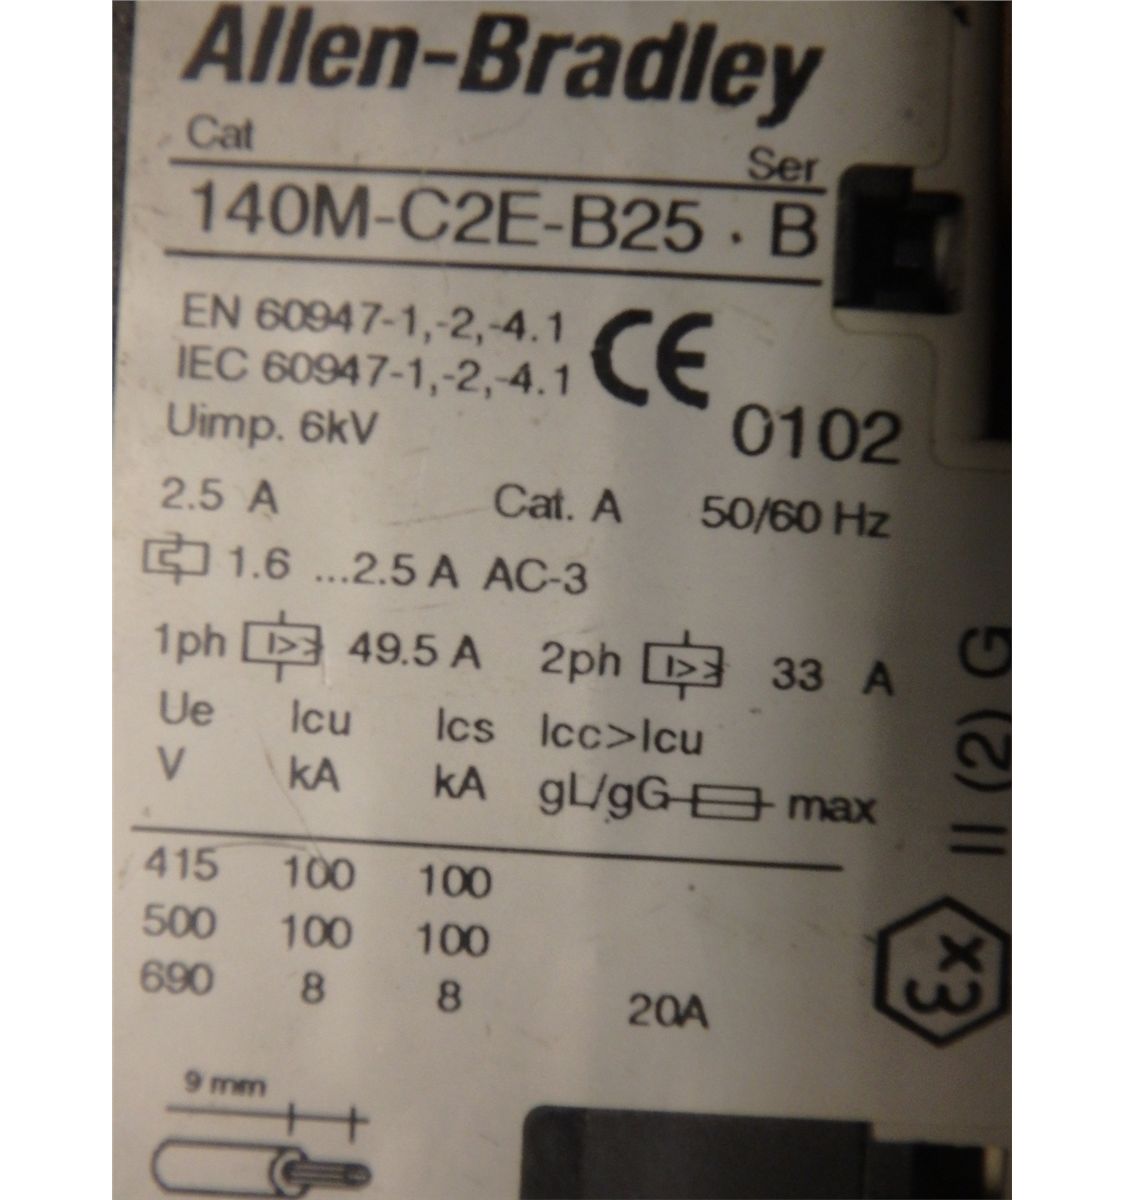 Allen-Bradley
Cat Ser
140M-C2E-B25 · B
EN 60947-1,-2,-4.1 CE
IEC 60947-1,-2,-4.1
Uimp. 6kV 0102
2.5 A Cat. A 50/60 Hz
1.6 ...2.5 A AC-3
1ph I> 49.5 A 2ph I> 33 A
Ue Icu Ics Icc>Icu
V kA kA gL/gG max
415 100 100
500 100 100
690 8 8 20A
9 mm
Ex II (2) G